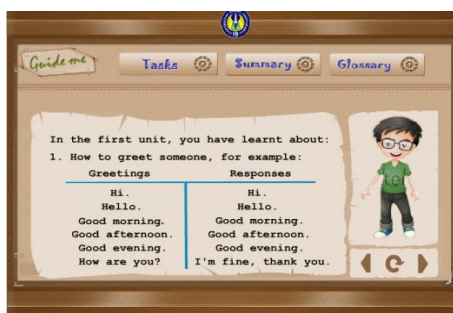 Guide me
Tasks
Summary
Glossary
In the first unit, you have learnt about:
1. How to greet someone, for example:
Greetings Responses
Hi. Hi.
Hello. Hello.
Good morning. Good morning.
Good afternoon. Good afternoon.
Good evening. Good evening.
How are you? I'm fine, thank you.